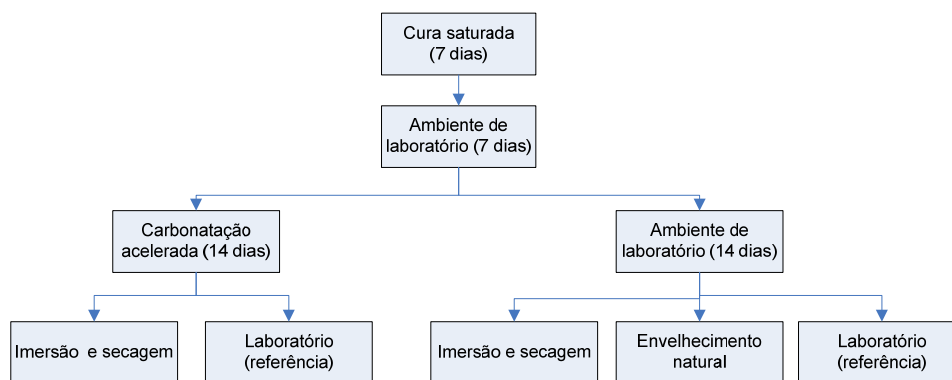 Cura saturada
(7 dias)
Ambiente de
laboratório (7 dias)
Carbonatação
acelerada (14 dias)
Ambiente de
laboratório (14 dias)
Imersão e secagem
Laboratório
(referência)
Imersão e secagem
Envelhecimento
natural
Laboratório
(referência)